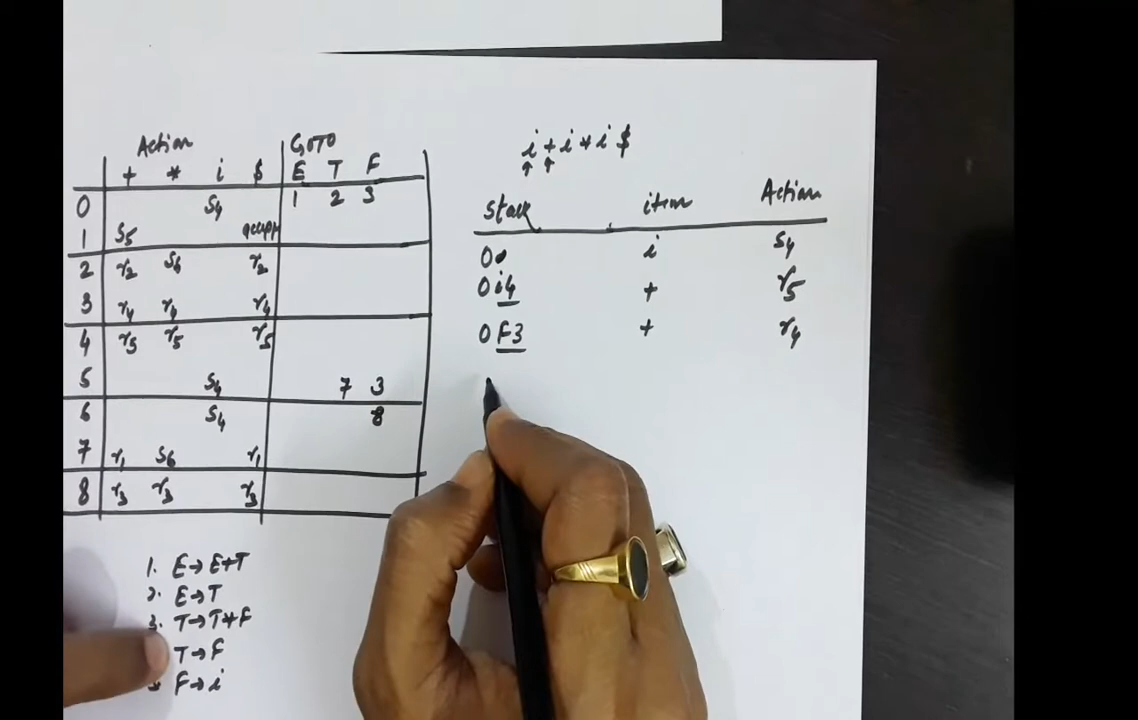 Action GOTO
+ * i $ E T F
0 S4 1 2 3
1 S5 accept
2 r2 S6 r2
3 r4 r4 r4
4 r5 r5 r5
5 S4 7 3
6 S4 8
7 r1 S6 r1
8 r3 r3 r3
1. E→E+T
2. E→T
3. T→T*F
T→F
F→i
i+i*i$
Stack item Action
0 i S4
0i4 + r5
0F3 + r4